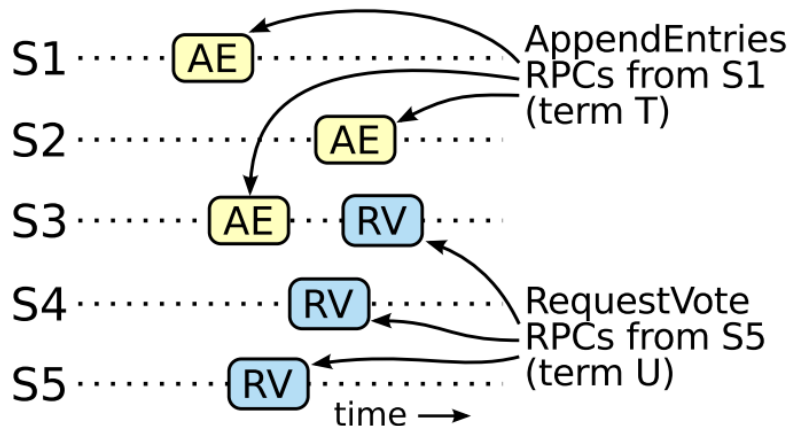 S1
AE
AppendEntries
RPCs from S1
(term T)
S2
AE
S3
AE
RV
S4
RV
RequestVote
RPCs from S5
(term U)
S5
RV
time